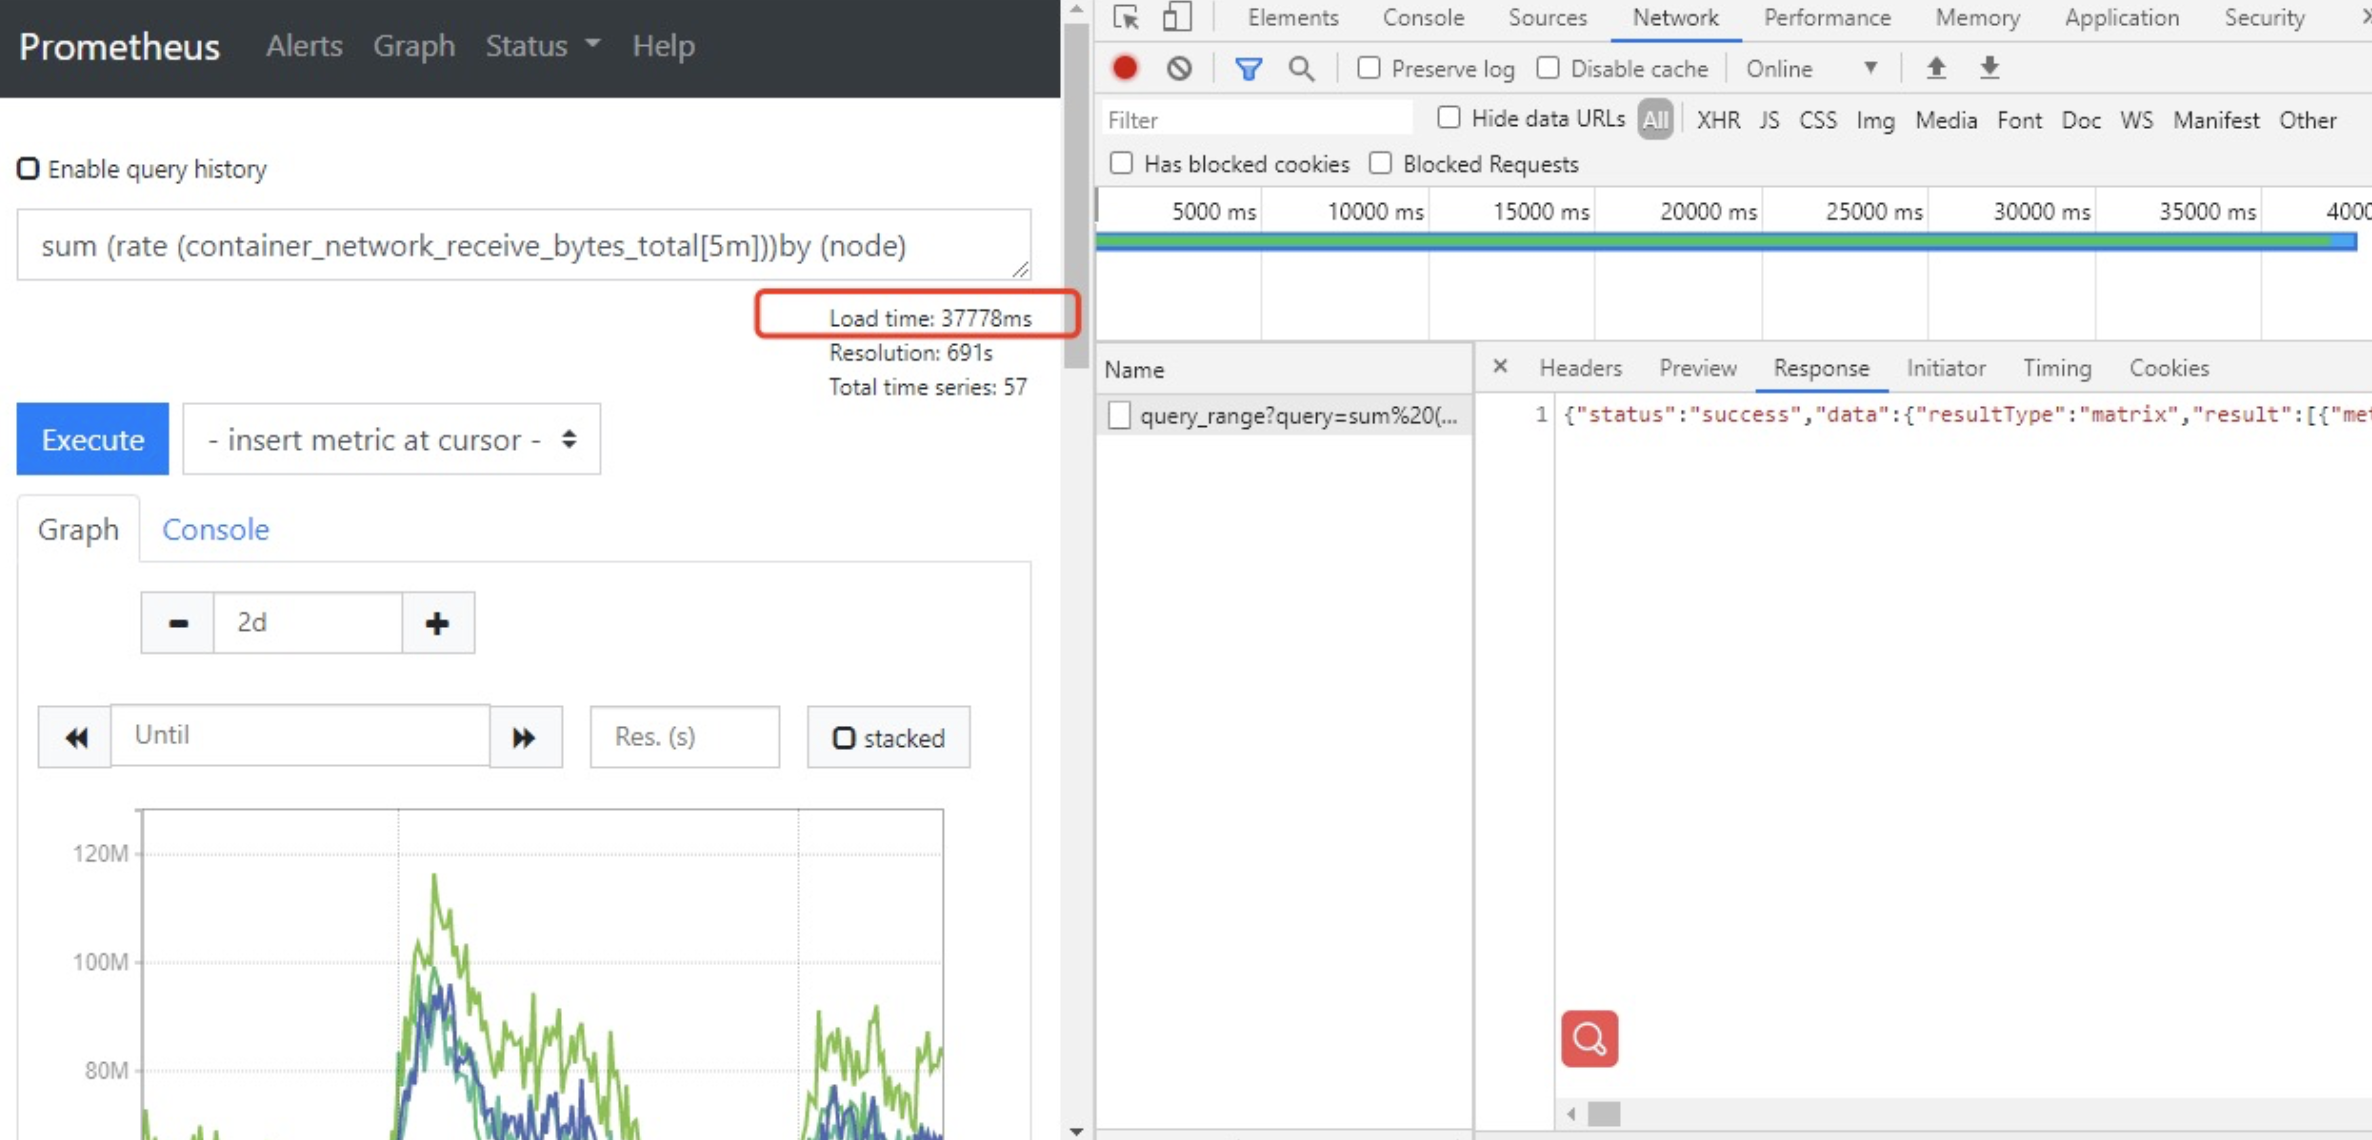 Prometheus Alerts Graph Status Help
Enable query history
sum (rate (container_network_receive_bytes_total[5m]))by (node)
Load time: 37778ms
Resolution: 691s
Total time series: 57
Execute - insert metric at cursor -
Graph Console
2d
Until Res. (s) stacked
120M
100M
80M
Elements Console Sources Network Performance Memory Application Security
Preserve log Disable cache Online
Filter Hide data URLs All XHR JS CSS Img Media Font Doc WS Manifest Other
Has blocked cookies Blocked Requests
5000 ms 10000 ms 15000 ms 20000 ms 25000 ms 30000 ms 35000 ms 4000
Name × Headers Preview Response Initiator Timing Cookies
query_range?query=sum%20(... 1 {"status":"success","data":{"resultType":"matrix","result":[{"met